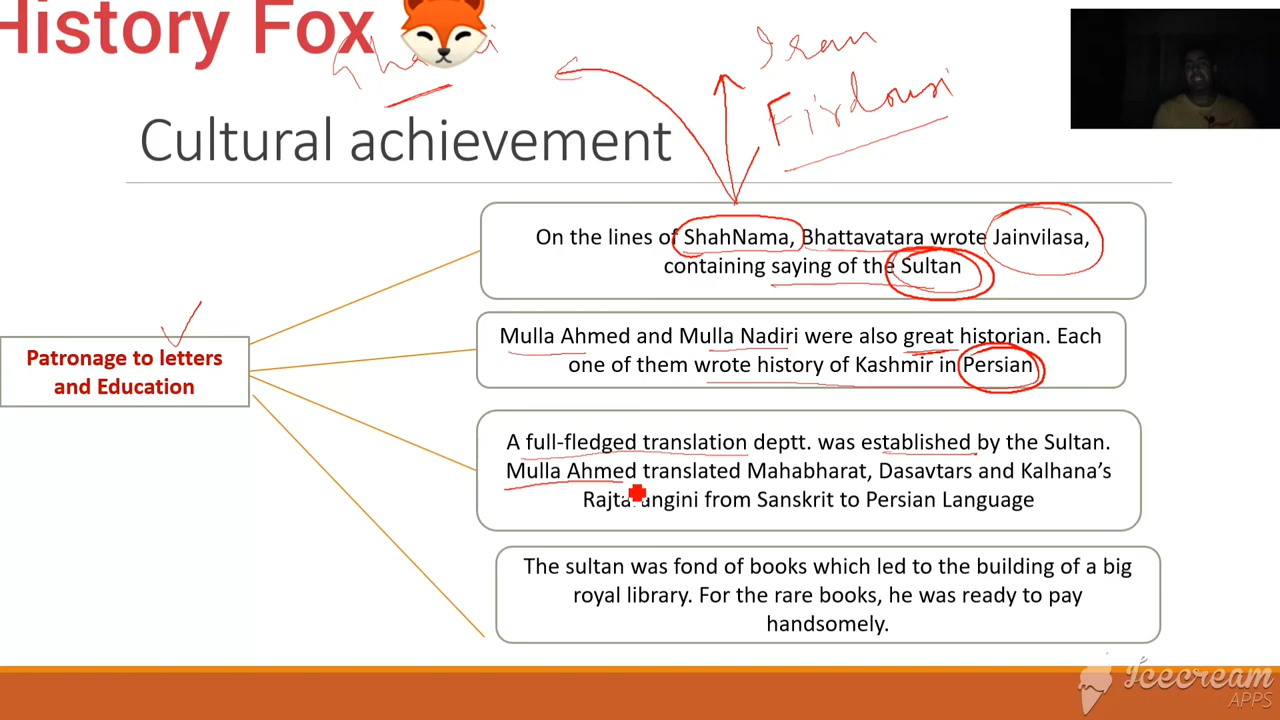 History Fox
Iran
Firdousi
Cultural achievement
On the lines of ShahNama, Bhattavatara wrote Jainvilasa,
containing saying of the Sultan
Mulla Ahmed and Mulla Nadiri were also great historian. Each
one of them wrote history of Kashmir in Persian
Patronage to letters
and Education
A full-fledged translation deptt. was established by the Sultan.
Mulla Ahmed translated Mahabharat, Dasavtars and Kalhana's
from Sanskrit to Persian Language
The sultan was fond of books which led to the building of a big
royal library. For the rare books, he was ready to pay
handsomely.
Icecream
APPS